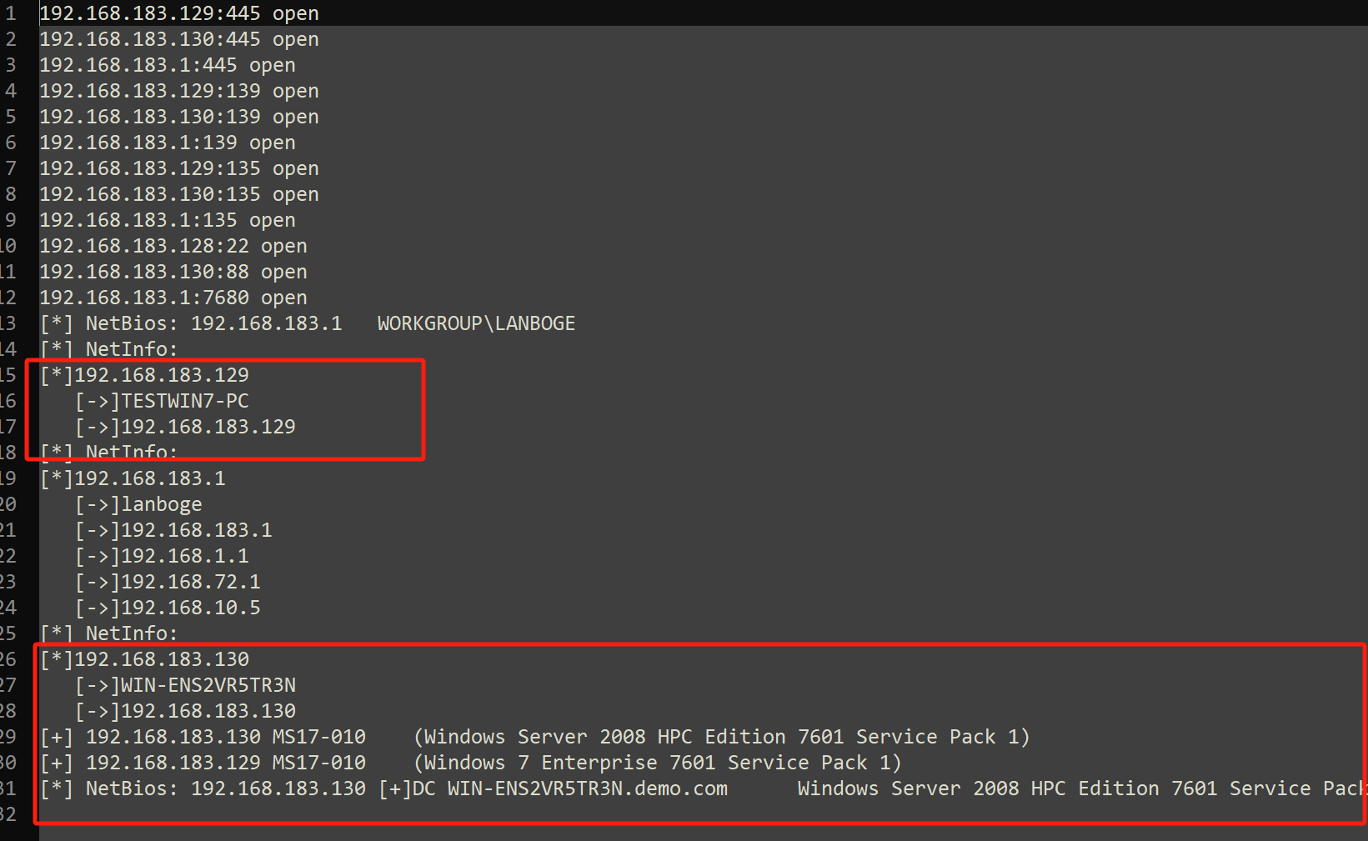 1 192.168.183.129:445 open
2 192.168.183.130:445 open
3 192.168.183.1:445 open
4 192.168.183.129:139 open
5 192.168.183.130:139 open
6 192.168.183.1:139 open
7 192.168.183.129:135 open
8 192.168.183.130:135 open
9 192.168.183.1:135 open
10 192.168.183.128:22 open
11 192.168.183.130:88 open
12 192.168.183.1:7680 open
13 [*] NetBios: 192.168.183.1 WORKGROUP\LANBOGE
14 [*] NetInfo:
15 [*]192.168.183.129
16 [->]TESTWIN7-PC
17 [->]192.168.183.129
18 [*] NetInfo:
19 [*]192.168.183.1
20 [->]lanboge
21 [->]192.168.183.1
22 [->]192.168.1.1
23 [->]192.168.72.1
24 [->]192.168.10.5
25 [*] NetInfo:
26 [*]192.168.183.130
27 [->]WIN-ENS2VR5TR3N
28 [->]192.168.183.130
29 [+] 192.168.183.130 MS17-010 (Windows Server 2008 HPC Edition 7601 Service Pack 1)
30 [+] 192.168.183.129 MS17-010 (Windows 7 Enterprise 7601 Service Pack 1)
31 [*] NetBios: 192.168.183.130 [+]DC WIN-ENS2VR5TR3N.demo.com Windows Server 2008 HPC Edition 7601 Service Pack
32